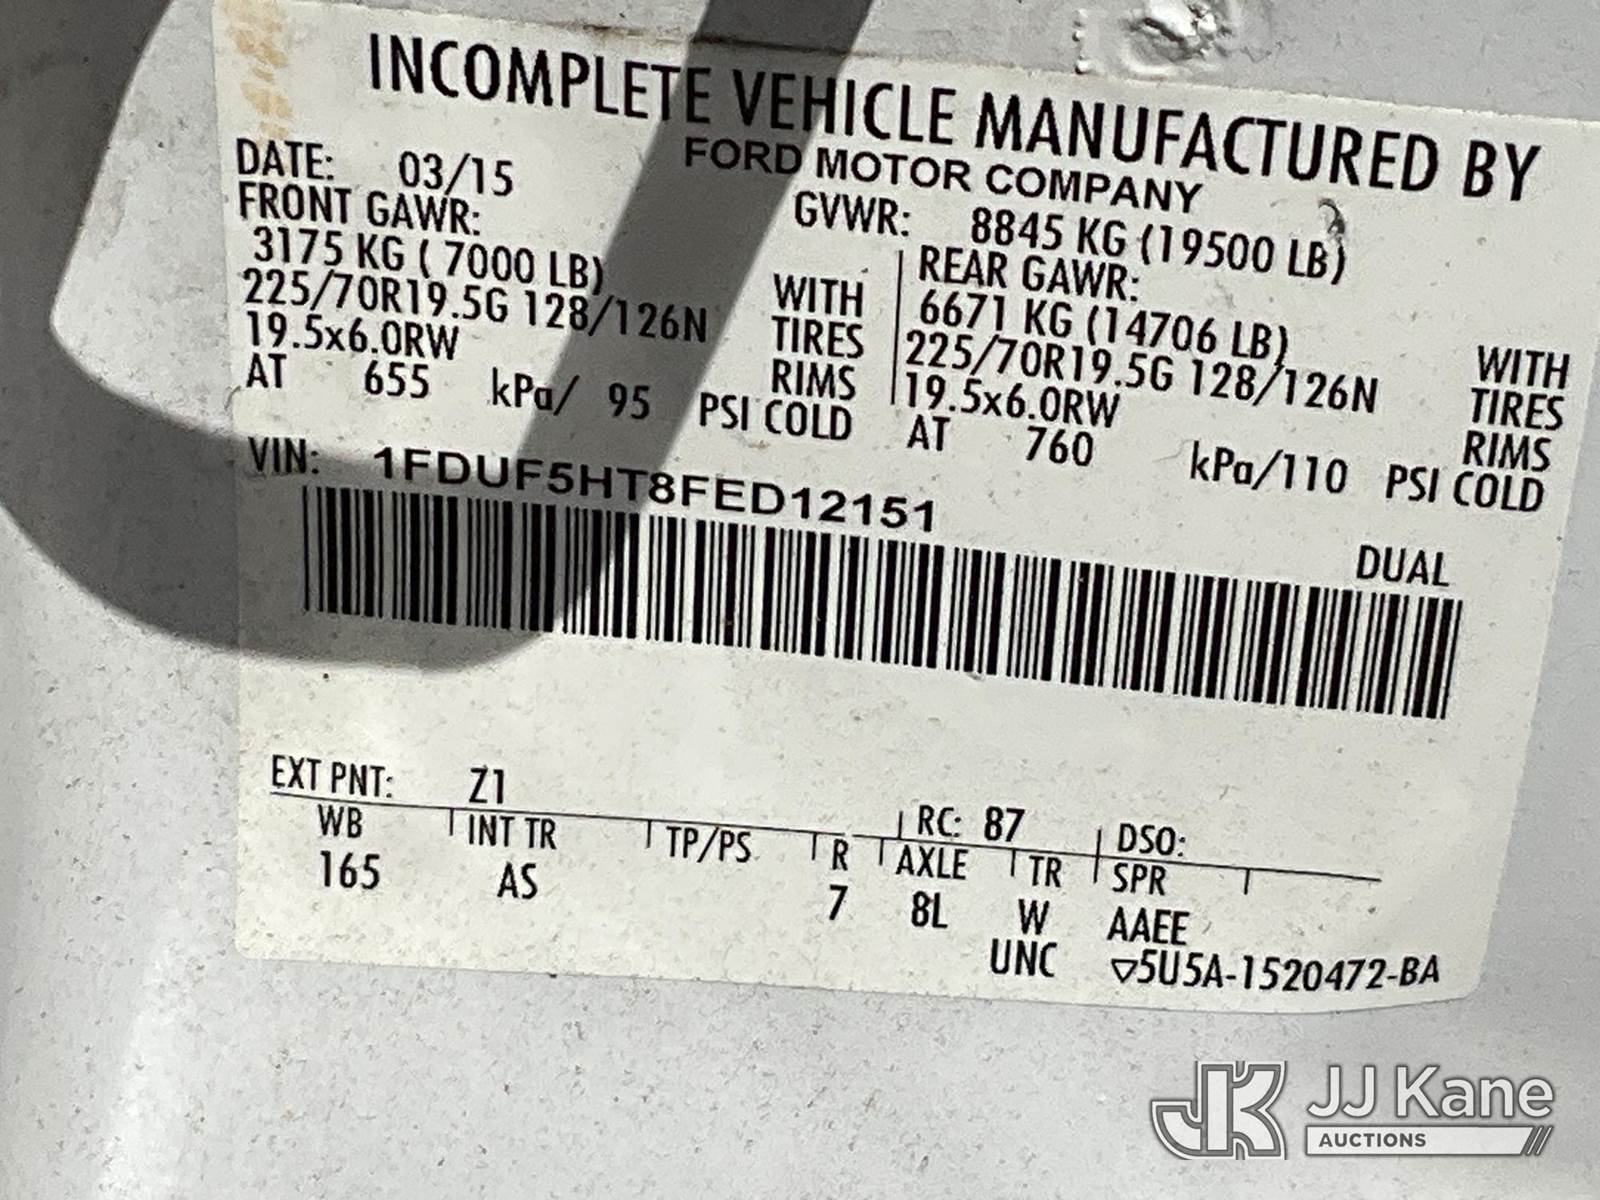 INCOMPLETE VEHICLE MANUFACTURED BY
FORD MOTOR COMPANY
DATE: 03/15 GVWR: 8845 KG (19500 LB)
FRONT GAWR: REAR GAWR:
3175 KG ( 7000 LB) WITH 6671 KG (14706 LB) WITH
225/70R19.5G 128/126N TIRES 225/70R19.5G 128/126N TIRES
19.5x6.0RW RIMS 19.5x6.0RW RIMS
AT 655 kPa/ 95 PSI COLD AT 760 kPa/110 PSI COLD
VIN: 1FDUF5HT8FED12151
DUAL
EXT PNT: Z1 RC: 87 DSO:
WB INT TR TP/PS R AXLE TR SPR
165 AS 7 8L W AAEE
UNC ▽5U5A-1520472-BA
JK JJ Kane
AUCTIONS